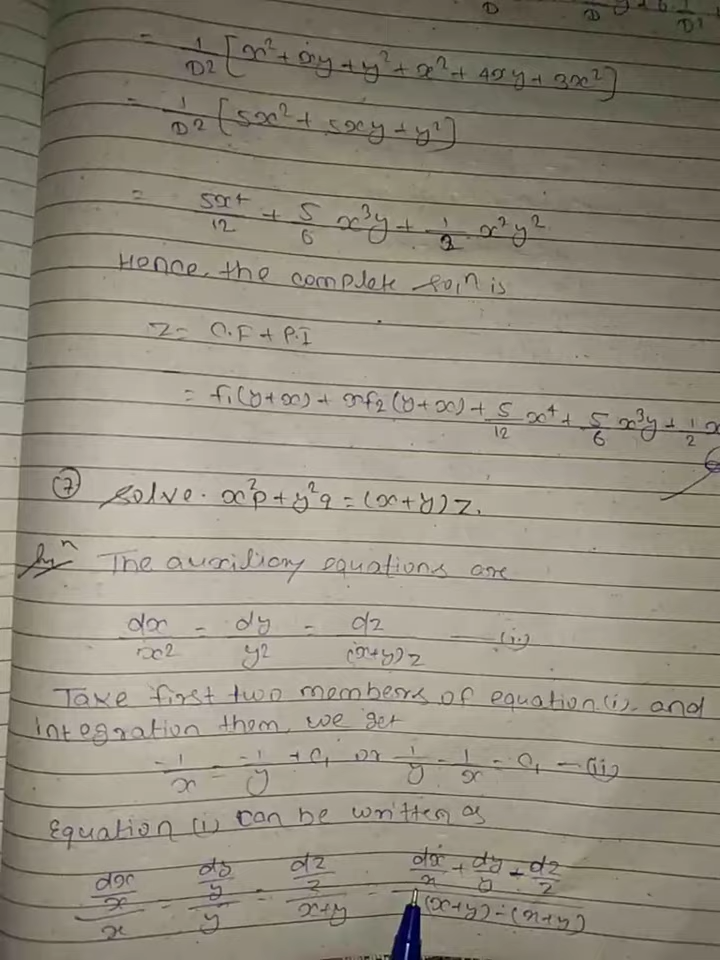 = 1/D² [x² + xy + y² + x² + 4xy + 3x²]
= 1/D² [5x² + 5xy + y²]
= 5x⁴/12 + 5/6 x³y + 1/2 x²y²
Hence, the complete solⁿ is
Z = C.F + P.I
= f₁(y+x) + xf₂(y+x) + 5/12 x⁴ + 5/6 x³y + 1/2 x
(7) solve. x²p + y²q = (x+y)z.
Solⁿ The auxiliary equations are
dx/x² = dy/y² = dz/(x+y)z — (i)
Take first two members of equation (i), and
integration them, we get
-1/x = -1/y + C₁ or 1/y - 1/x = C₁ — (ii)
Equation (i) can be written as
(dx/x)/x = (dy/y)/y = (dz/z)/(x+y) = (dx/x + dy/y - dz/z)/((x+y) - (x+y))